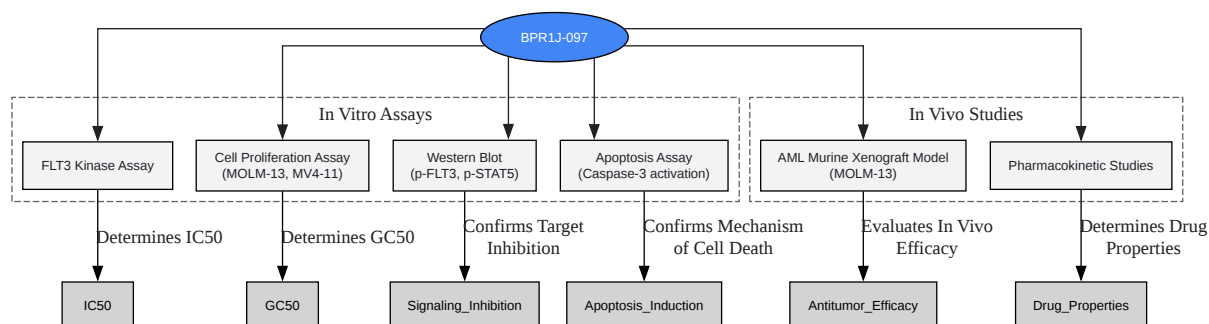 BPR1J-097
In Vitro Assays
In Vivo Studies
FLT3 Kinase Assay
Cell Proliferation Assay
(MOLM-13, MV4-11)
Western Blot
(p-FLT3, p-STAT5)
Apoptosis Assay
(Caspase-3 activation)
AML Murine Xenograft Model
(MOLM-13)
Pharmacokinetic Studies
Determines IC50
Determines GC50
Confirms Target
Inhibition
Confirms Mechanism
of Cell Death
Evaluates In Vivo
Efficacy
Determines Drug
Properties
IC50
GC50
Signaling_Inhibition
Apoptosis_Induction
Antitumor_Efficacy
Drug_Properties